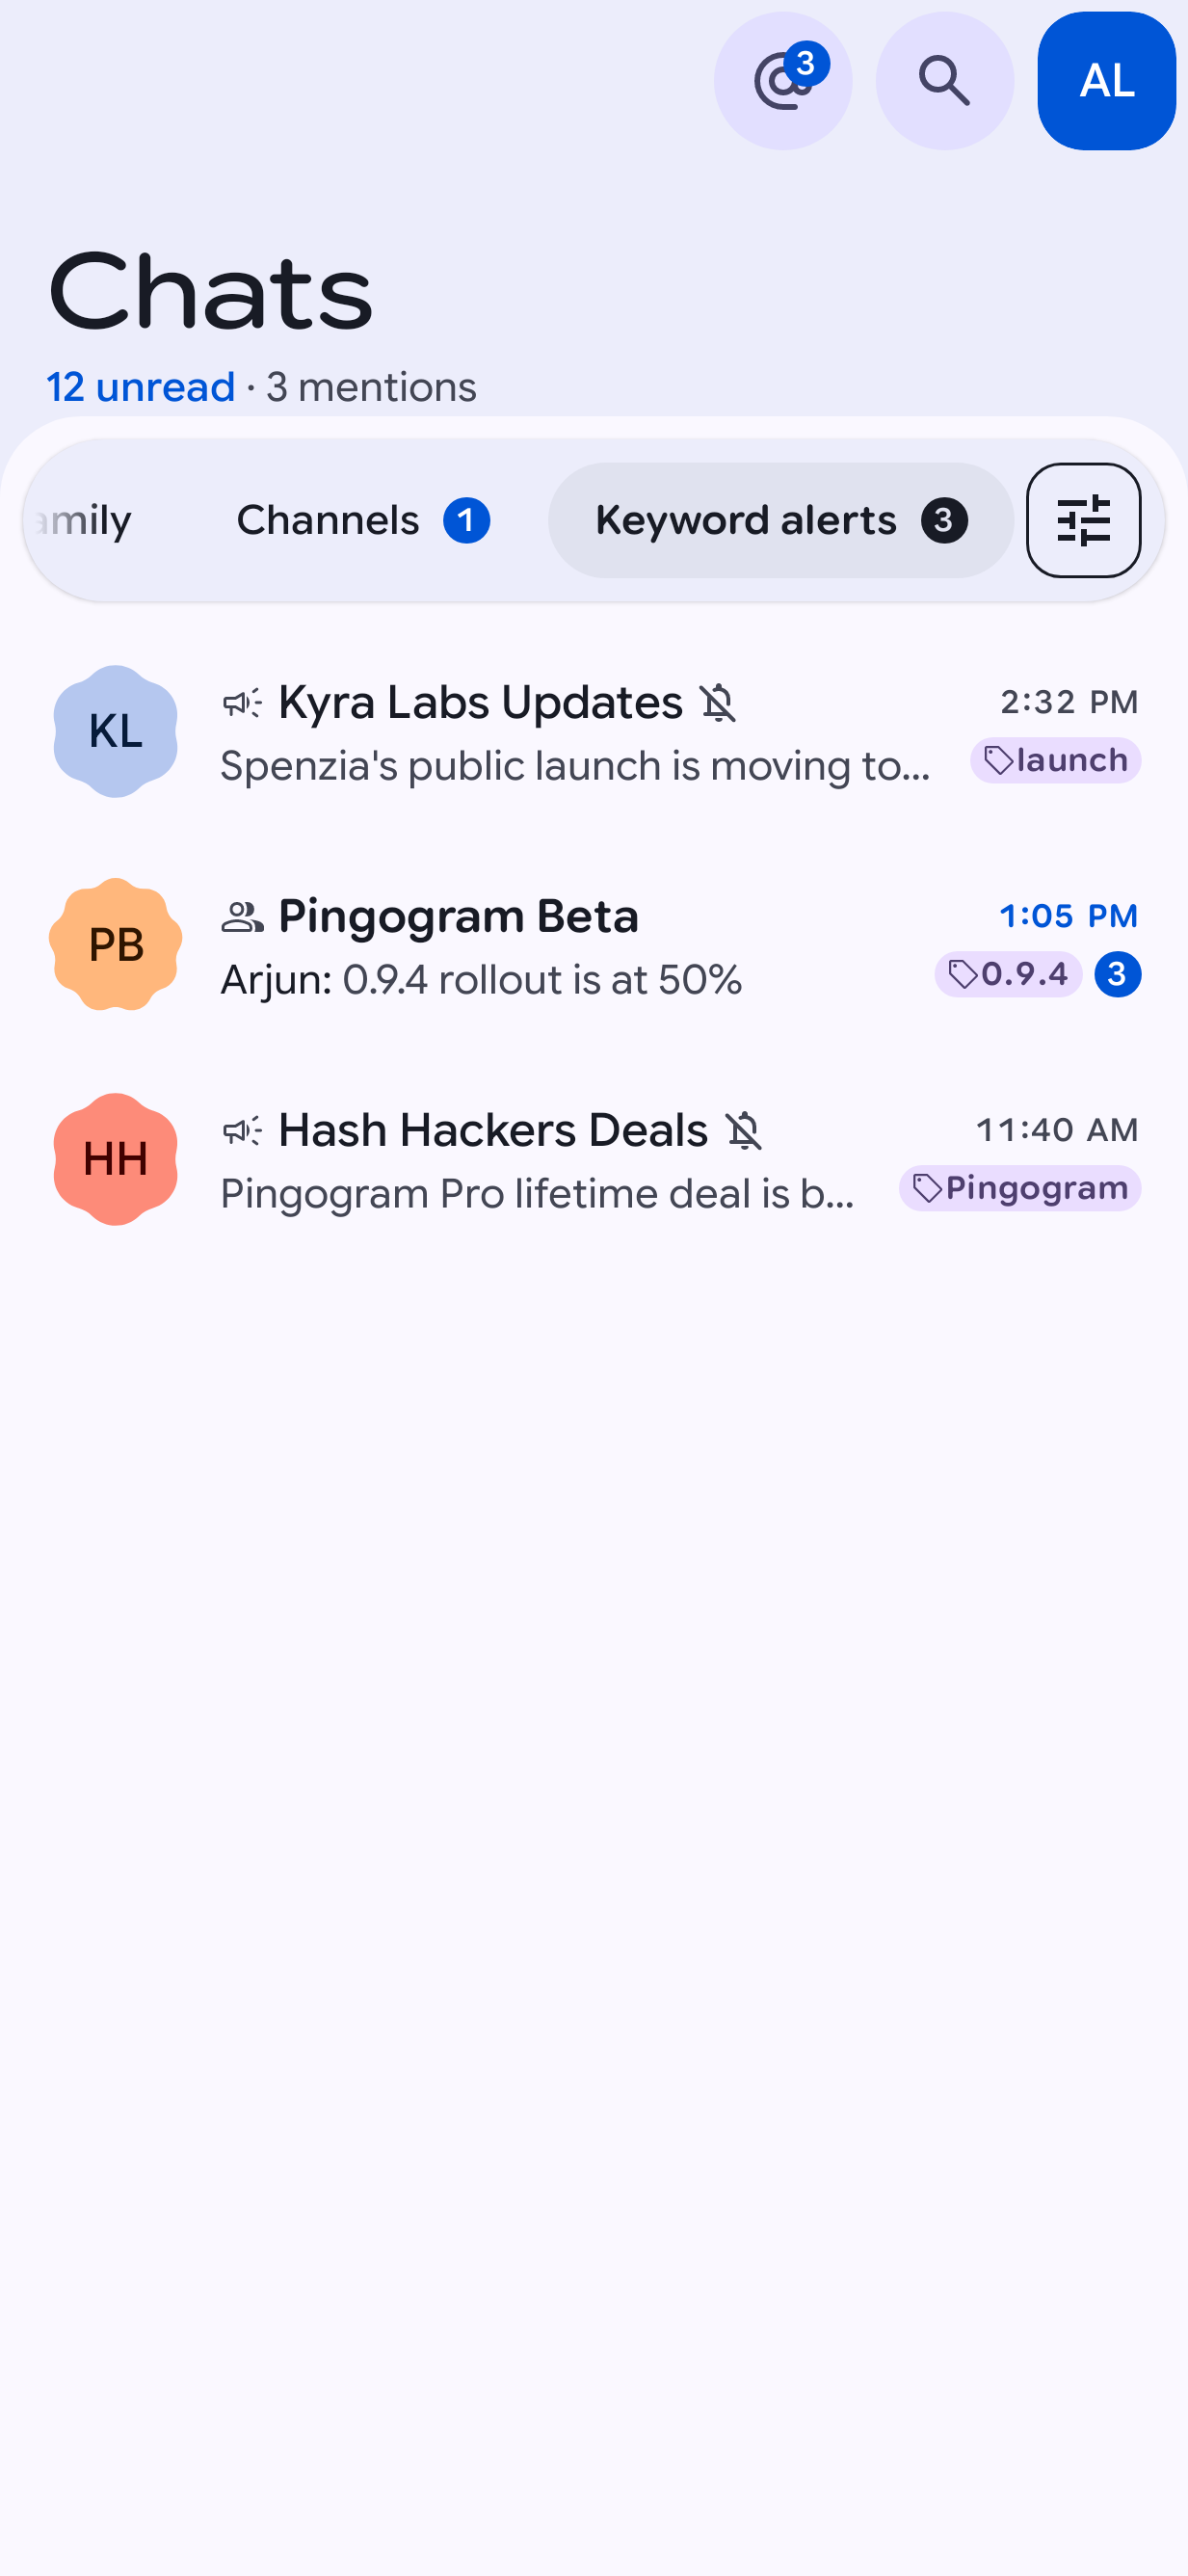 3
AL
Chats
12 unread · 3 mentions
amily
Channels 1
Keyword alerts 3
KL
Kyra Labs Updates
2:32 PM
Spenzia's public launch is moving to...
launch
PB
Pingogram Beta
1:05 PM
Arjun: 0.9.4 rollout is at 50%
0.9.4
3
HH
Hash Hackers Deals
11:40 AM
Pingogram Pro lifetime deal is b...
Pingogram